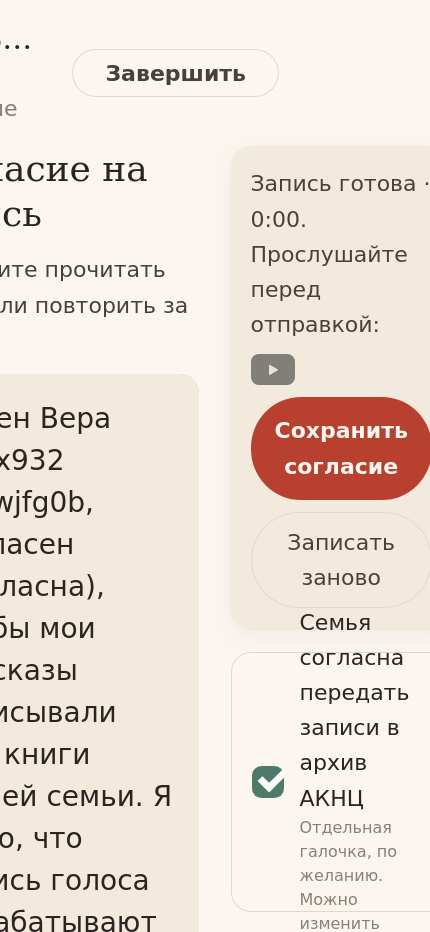 Завершить
асие на
сь
ите прочитать
ли повторить за
ен Вера
x932
wjfg0b,
ласен
ласна),
бы мои
сказы
исывали
книги
ей семьи. Я
о, что
ись голоса
абатывают
Запись готова ·
0:00.
Прослушайте
перед
отправкой:
Сохранить
согласие
Записать
заново
Семья
согласна
передать
записи в
архив
АКНЦ
Отдельная
галочка, по
желанию.
Можно
изменить